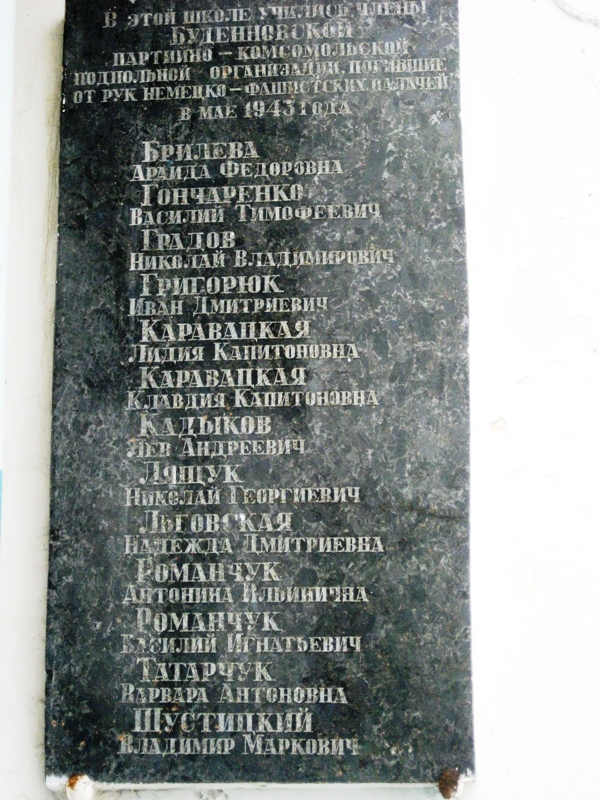 В ЭТОЙ ШКОЛЕ УЧИЛИСЬ ЧЛЕНЫ
БУДЕННОВСКОЙ
ПАРТИЙНО-КОМСОМОЛЬСКОЙ
ПОДПОЛЬНОЙ ОРГАНИЗАЦИИ, ПОГИБШИЕ
ОТ РУК НЕМЕЦКО-ФАШИСТСКИХ ПАЛАЧЕЙ
В МАЕ 1943 ГОДА
БРИЛЕВА
АРАИДА ФЕДОРОВНА
ГОНЧАРЕНКО
ВАСИЛИЙ ТИМОФЕЕВИЧ
ГРАДОВ
НИКОЛАЙ ВЛАДИМИРОВИЧ
ГРИГОРЮК
ИВАН ДМИТРИЕВИЧ
КАРАВАЦКАЯ
ЛИДИЯ КАПИТОНОВНА
КАРАВАЦКАЯ
КЛАВДИЯ КАПИТОНОВНА
КАДЫКОВ
ЛЕВ АНДРЕЕВИЧ
ЛЯЩУК
НИКОЛАЙ ГЕОРГИЕВИЧ
ЛЬГОВСКАЯ
НАДЕЖДА ДМИТРИЕВНА
РОМАНЧУК
АНТОНИНА ИЛЬИНИЧНА
РОМАНЧУК
ВАСИЛИЙ ИГНАТЬЕВИЧ
ТАТАРЧУК
ВАРВАРА АНТОНОВНА
ШУСТИЦКИЙ
ВЛАДИМИР МАРКОВИЧ